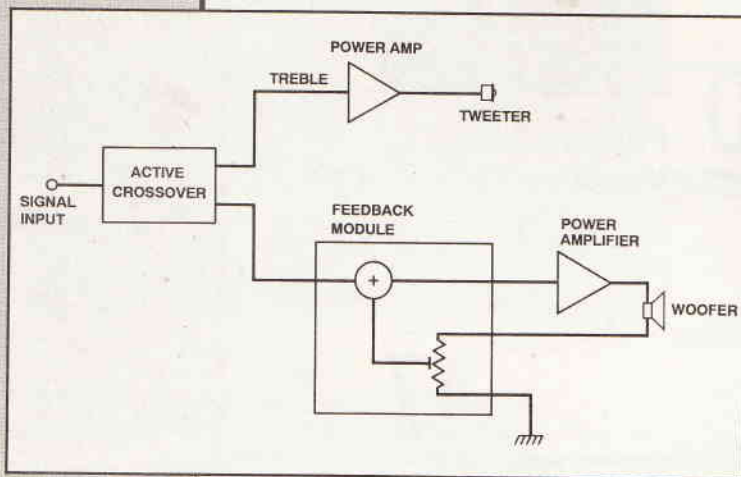 POWER AMP
TREBLE
TWEETER
ACTIVE
CROSSOVER
SIGNAL
INPUT
FEEDBACK
MODULE
POWER
AMPLIFIER
+
WOOFER